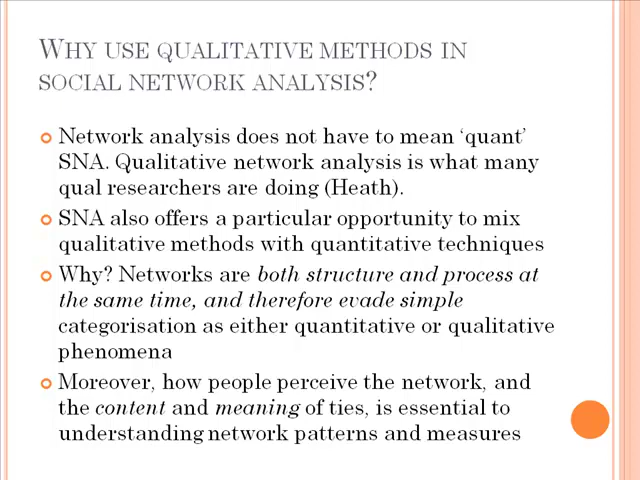 WHY USE QUALITATIVE METHODS IN
SOCIAL NETWORK ANALYSIS?
Network analysis does not have to mean ‘quant’
SNA. Qualitative network analysis is what many
qual researchers are doing (Heath).
SNA also offers a particular opportunity to mix
qualitative methods with quantitative techniques
Why? Networks are both structure and process at
the same time, and therefore evade simple
categorisation as either quantitative or qualitative
phenomena
Moreover, how people perceive the network, and
the content and meaning of ties, is essential to
understanding network patterns and measures